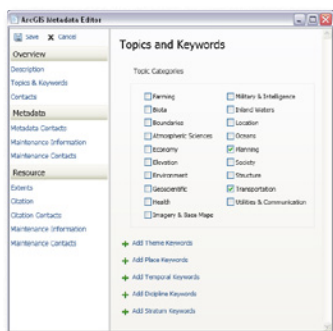 ArcGIS Metadata Editor
Save X Cancel
Overview
Description
Topics & Keywords
Contacts
Metadata
Metadata Contacts
Maintenance Information
Maintenance Contacts
Resource
Extents
Citation
Citation Contacts
Maintenance Information
Maintenance Contacts
Topics and Keywords
Topic Categories
Farming
Biota
Boundaries
Atmospheric Sciences
Economy
Elevation
Environment
Geoscientific
Health
Imagery & Base Maps
Military & Intelligence
Inland Waters
Location
Oceans
Planning
Society
Structure
Transportation
Utilities & Communication
Add Theme Keywords
Add Place Keywords
Add Temporal Keywords
Add Dicipline Keywords
Add Stratum Keywords